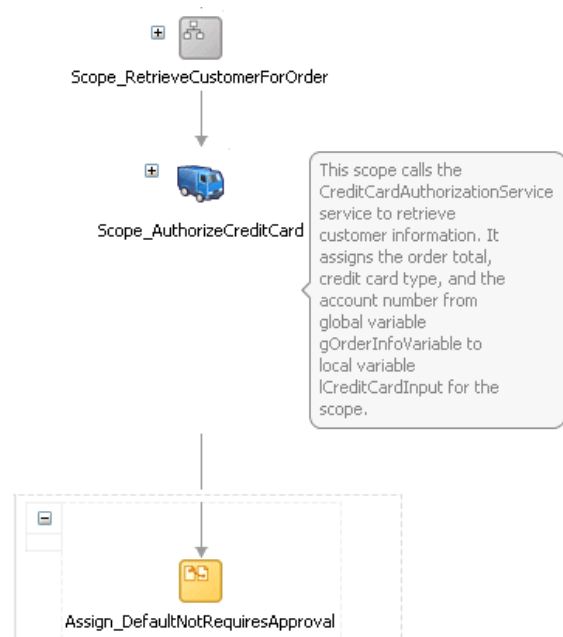 Scope_RetrieveCustomerForOrder
Scope_AuthorizeCreditCard
This scope calls the
CreditCardAuthorizationService
service to retrieve
customer information. It
assigns the order total,
credit card type, and the
account number from
global variable
gOrderInfoVariable to
local variable
lCreditCardInput for the
scope.
Assign_DefaultNotRequiresApproval